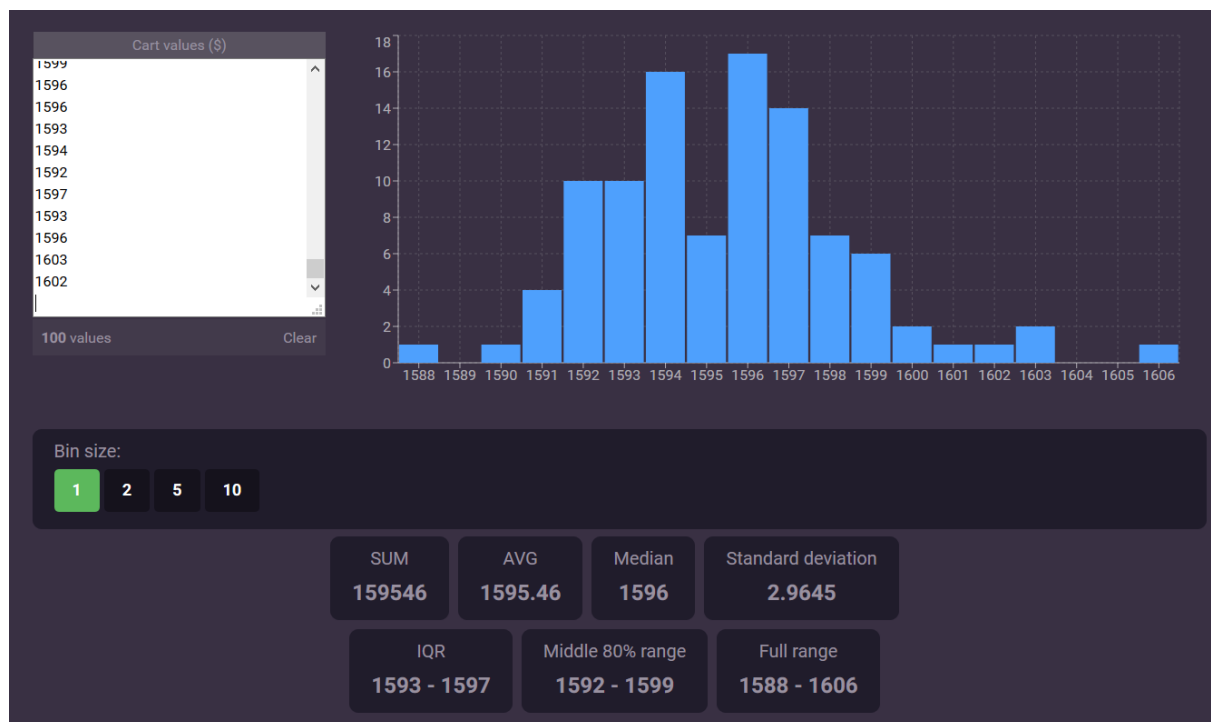 Cart values ($)
1599
1596
1596
1593
1594
1592
1597
1593
1596
1603
1602
100 values Clear
18
16
14
12
10
8
6
4
2
0
1588 1589 1590 1591 1592 1593 1594 1595 1596 1597 1598 1599 1600 1601 1602 1603 1604 1605 1606
Bin size:
1 2 5 10
SUM AVG Median Standard deviation
159546 1595.46 1596 2.9645
IQR Middle 80% range Full range
1593 - 1597 1592 - 1599 1588 - 1606